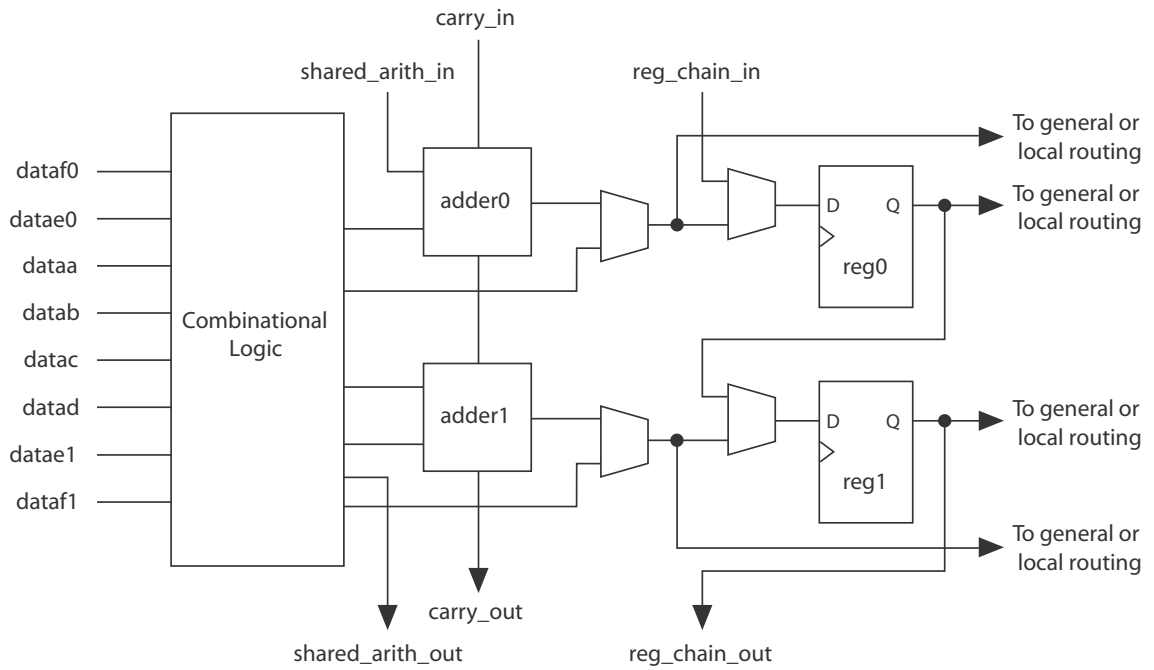 carry_in
shared_arith_in
reg_chain_in
To general or
local routing
dataf0
datae0
dataa
datab
datac
datad
datae1
dataf1
Combinational
Logic
adder0
D
Q
reg0
To general or
local routing
adder1
D
Q
reg1
To general or
local routing
To general or
local routing
carry_out
shared_arith_out
reg_chain_out